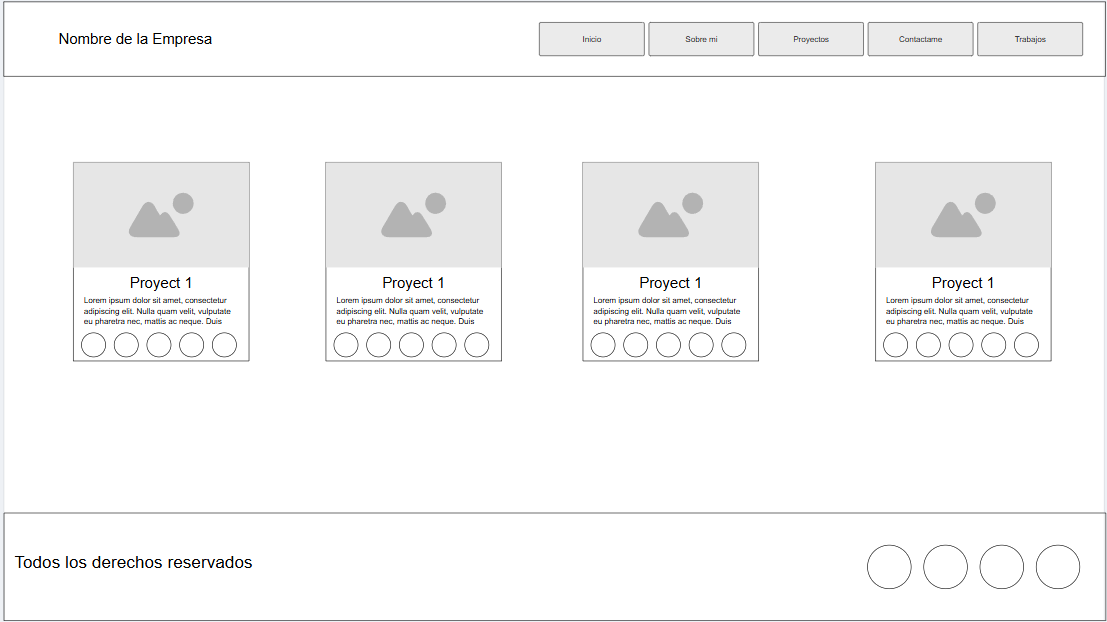 Nombre de la Empresa
Inicio
Sobre mi
Proyectos
Contactame
Trabajos
Proyect 1
Lorem ipsum dolor sit amet, consectetur
adipiscing elit. Nulla quam velit, vulputate
eu pharetra nec, mattis ac neque. Duis
Proyect 1
Lorem ipsum dolor sit amet, consectetur
adipiscing elit. Nulla quam velit, vulputate
eu pharetra nec, mattis ac neque. Duis
Proyect 1
Lorem ipsum dolor sit amet, consectetur
adipiscing elit. Nulla quam velit, vulputate
eu pharetra nec, mattis ac neque. Duis
Proyect 1
Lorem ipsum dolor sit amet, consectetur
adipiscing elit. Nulla quam velit, vulputate
eu pharetra nec, mattis ac neque. Duis
Todos los derechos reservados